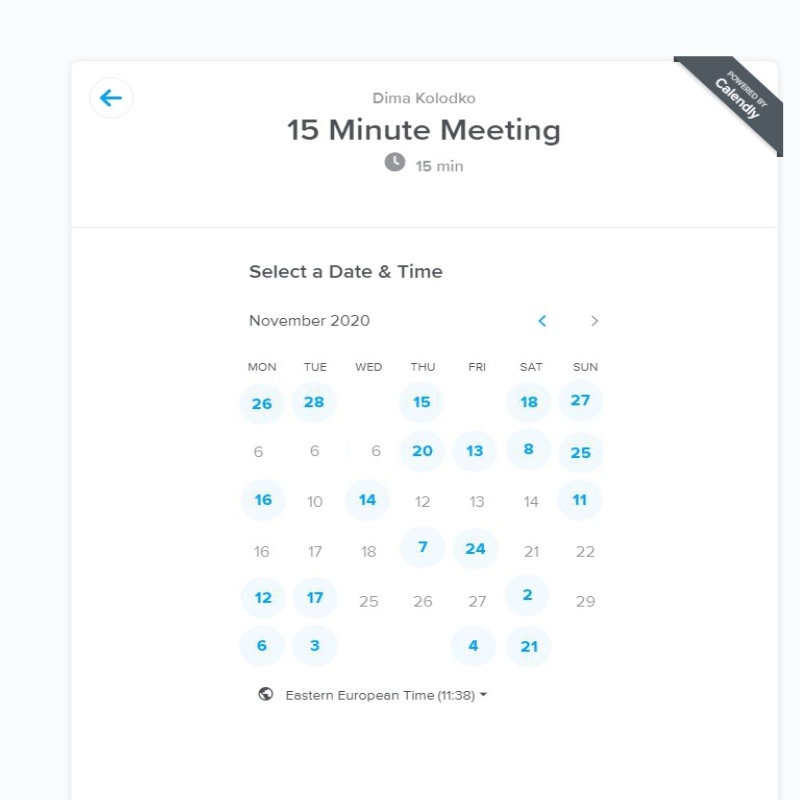 POWERED BY
Calendly
Dima Kolodko
15 Minute Meeting
15 min
Select a Date & Time
November 2020
MON TUE WED THU FRI SAT SUN
26 28 15 18 27
6 6 6 20 13 8 25
16 10 14 12 13 14 11
16 17 18 7 24 21 22
12 17 25 26 27 2 29
6 3 4 21
Eastern European Time (11:38)